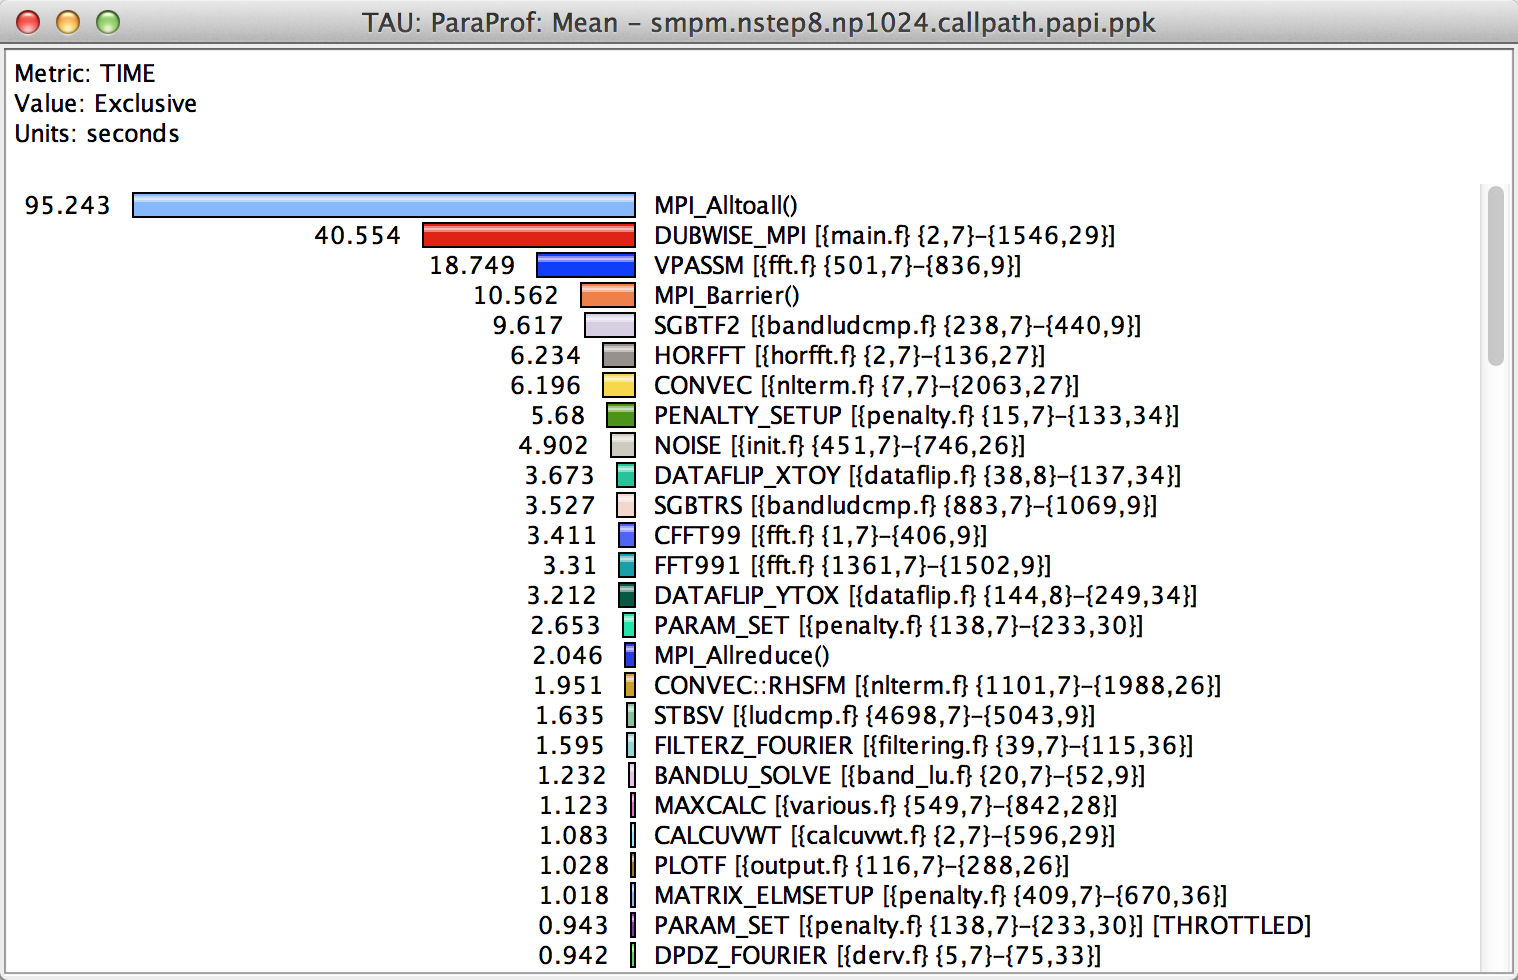 TAU: ParaProf: Mean – smpm.nstep8.np1024.callpath.papi.ppk
Metric: TIME
Value: Exclusive
Units: seconds
95.243 MPI_Alltoall()
40.554 DUBWISE_MPI [{main.f} {2,7}–{1546,29}]
18.749 VPASSM [{fft.f} {501,7}–{836,9}]
10.562 MPI_Barrier()
9.617 SGBTF2 [{bandludcmp.f} {238,7}–{440,9}]
6.234 HORFFT [{horfft.f} {2,7}–{136,27}]
6.196 CONVEC [{nlterm.f} {7,7}–{2063,27}]
5.68 PENALTY_SETUP [{penalty.f} {15,7}–{133,34}]
4.902 NOISE [{init.f} {451,7}–{746,26}]
3.673 DATAFLIP_XTOY [{dataflip.f} {38,8}–{137,34}]
3.527 SGBTRS [{bandludcmp.f} {883,7}–{1069,9}]
3.411 CFFT99 [{fft.f} {1,7}–{406,9}]
3.31 FFT991 [{fft.f} {1361,7}–{1502,9}]
3.212 DATAFLIP_YTOX [{dataflip.f} {144,8}–{249,34}]
2.653 PARAM_SET [{penalty.f} {138,7}–{233,30}]
2.046 MPI_Allreduce()
1.951 CONVEC::RHSFM [{nlterm.f} {1101,7}–{1988,26}]
1.635 STBSV [{ludcmp.f} {4698,7}–{5043,9}]
1.595 FILTERZ_FOURIER [{filtering.f} {39,7}–{115,36}]
1.232 BANDLU_SOLVE [{band_lu.f} {20,7}–{52,9}]
1.123 MAXCALC [{various.f} {549,7}–{842,28}]
1.083 CALCUVWT [{calcuvwt.f} {2,7}–{596,29}]
1.028 PLOTF [{output.f} {116,7}–{288,26}]
1.018 MATRIX_ELMSETUP [{penalty.f} {409,7}–{670,36}]
0.943 PARAM_SET [{penalty.f} {138,7}–{233,30}] [THROTTLED]
0.942 DPDZ_FOURIER [{derv.f} {5,7}–{75,33}]